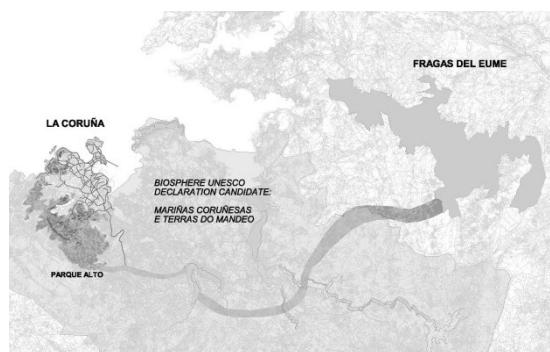 FRAGAS DEL EUME
LA CORUÑA
BIOSPHERE UNESCO
DECLARATION CANDIDATE:
MARIÑAS CORUÑESAS
E TERRAS DO MANDEO
PARQUE ALTO